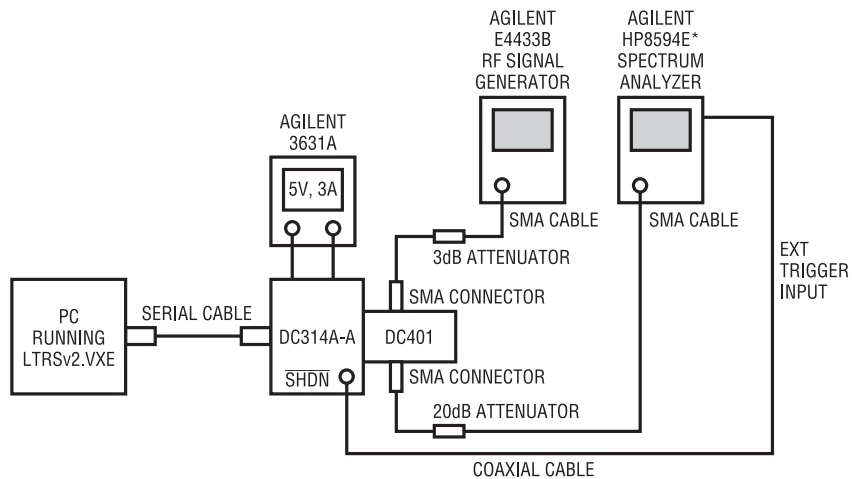 AGILENT
E4433B
RF SIGNAL
GENERATOR
AGILENT
HP8594E*
SPECTRUM
ANALYZER
AGILENT
3631A
5V, 3A
SMA CABLE
SMA CABLE
3dB ATTENUATOR
EXT
TRIGGER
INPUT
SMA CONNECTOR
PC
RUNNING
LTRSv2.VXE
SERIAL CABLE
DC314A-A
DC401
SHDN
SMA CONNECTOR
20dB ATTENUATOR
COAXIAL CABLE